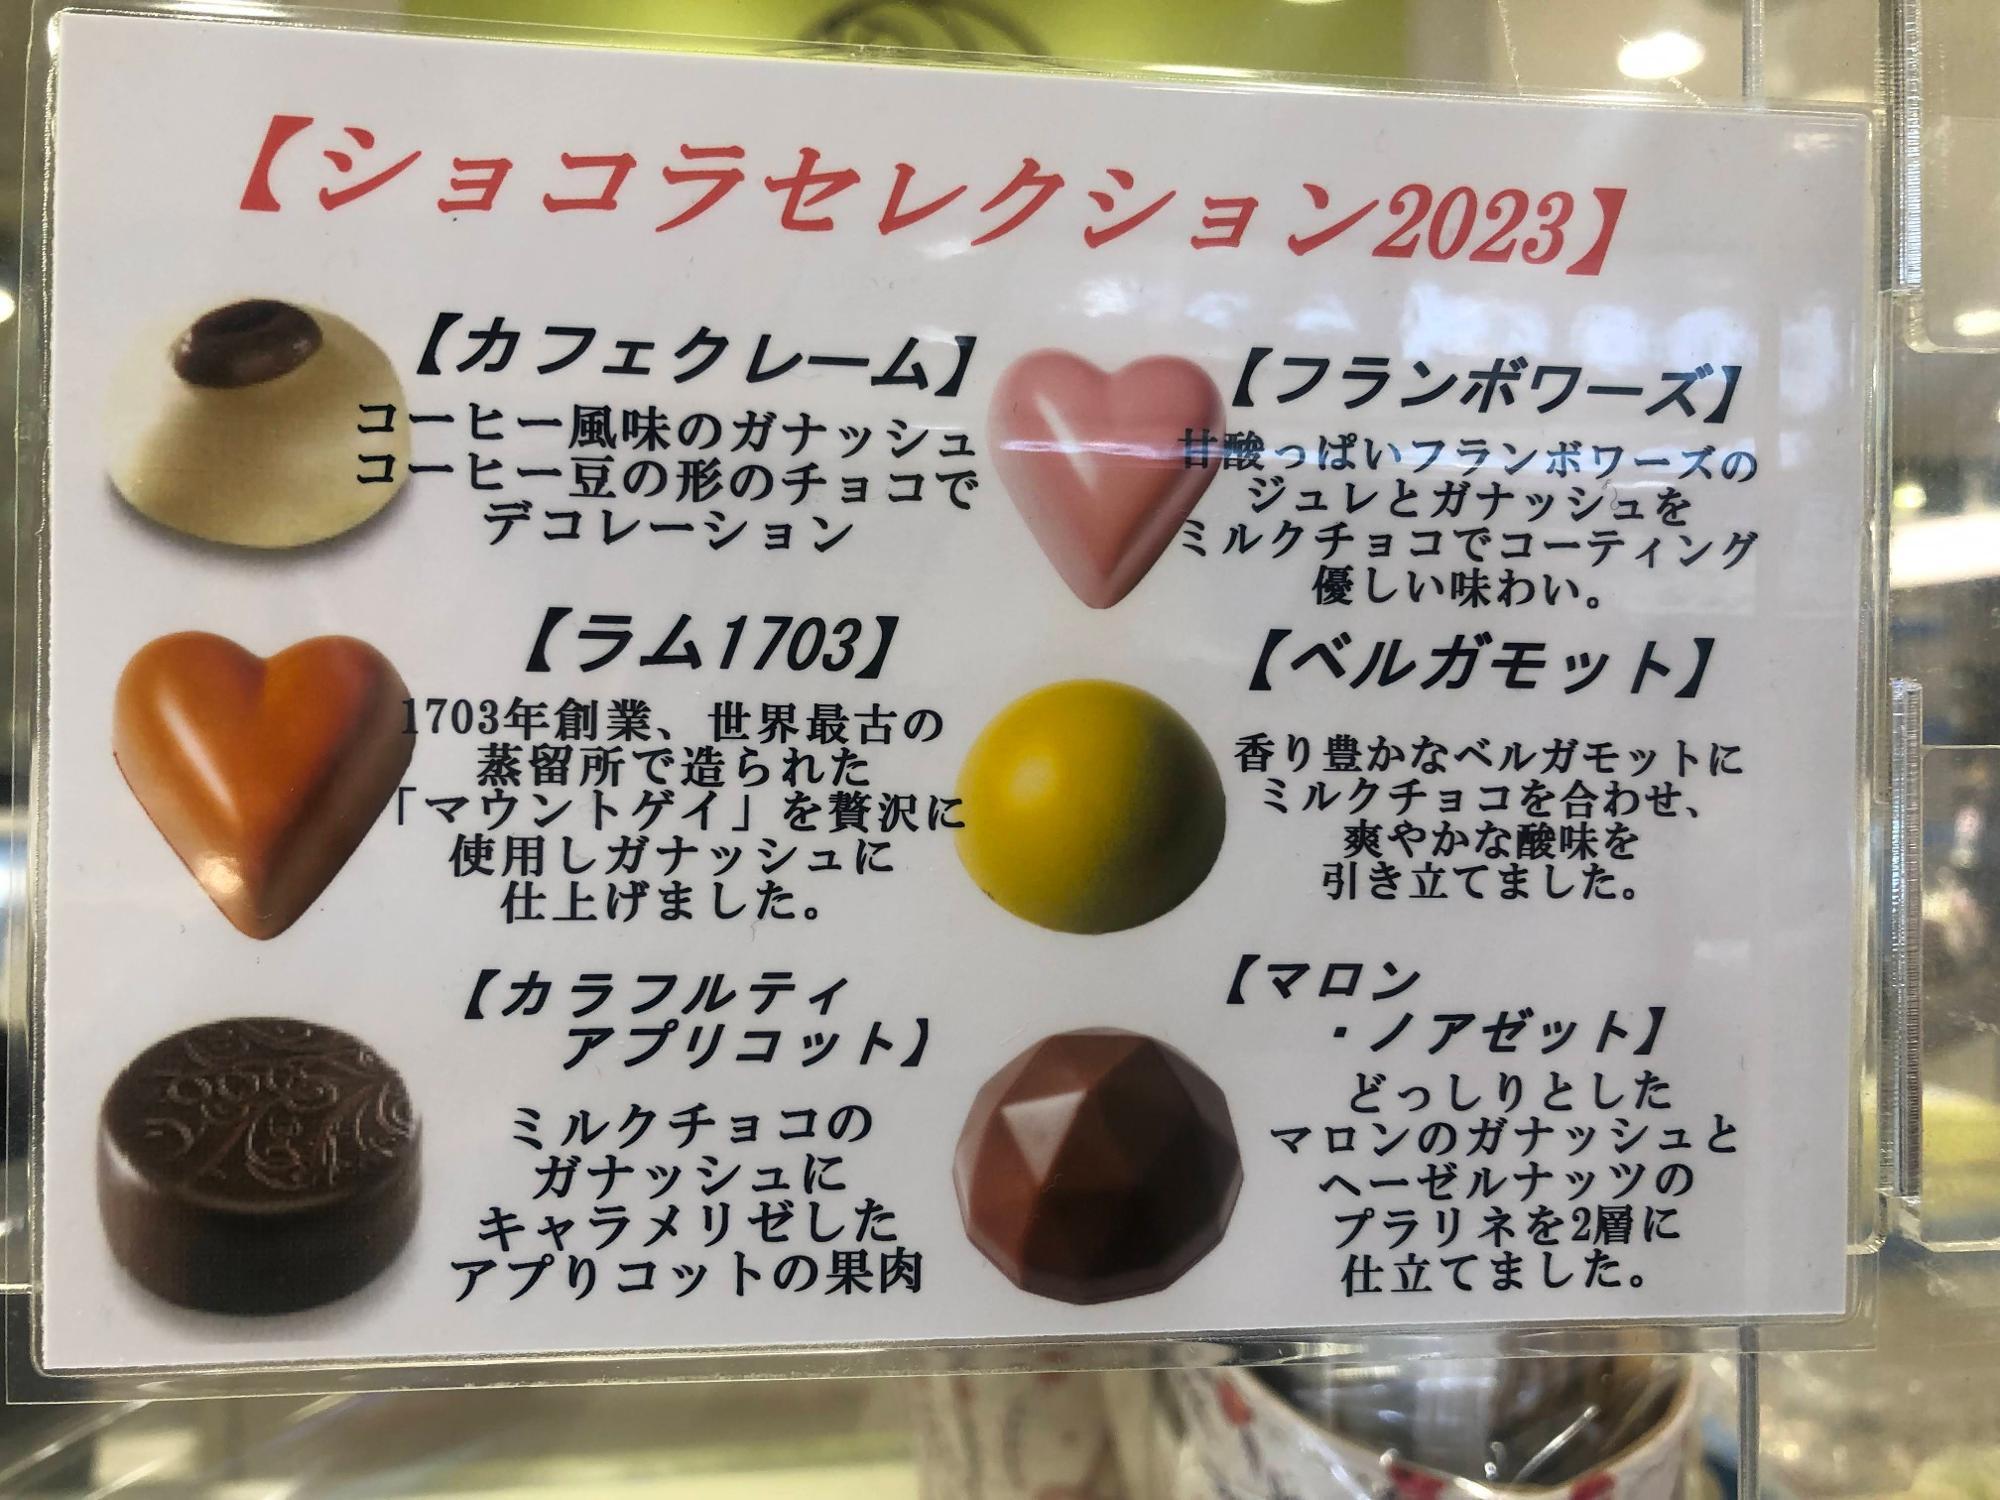 【ショコラセレクション2023】
【カフェクレーム】
コーヒー風味のガナッシュ
コーヒー豆の形のチョコで
デコレーション
【フランボワーズ】
甘酸っぱいフランボワーズの
ジュレとガナッシュを
ミルクチョコでコーティング
優しい味わい。
【ラム1703】
1703年創業、世界最古の
蒸留所で造られた
「マウントゲイ」を贅沢に
使用しガナッシュに
仕上げました。
【ベルガモット】
香り豊かなベルガモットに
ミルクチョコを合わせ、
爽やかな酸味を
引き立てました。
【カラフルティ
アプリコット】
ミルクチョコの
ガナッシュに
キャラメリゼした
アプリコットの果肉
【マロン
・ノアゼット】
どっしりとした
マロンのガナッシュと
ヘーゼルナッツの
プラリネを2層に
仕立てました。